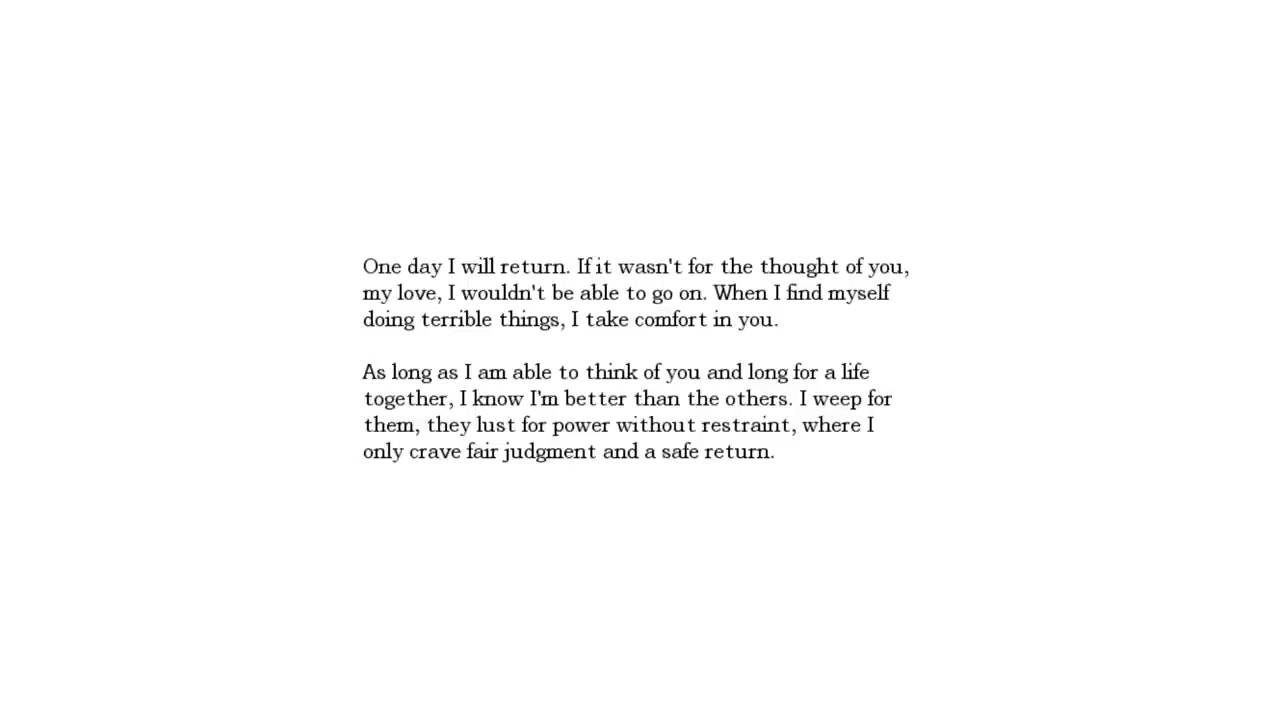 One day I will return. If it wasn't for the thought of you,
my love, I wouldn't be able to go on. When I find myself
doing terrible things, I take comfort in you.
As long as I am able to think of you and long for a life
together, I know I'm better than the others. I weep for
them, they lust for power without restraint, where I
only crave fair judgment and a safe return.